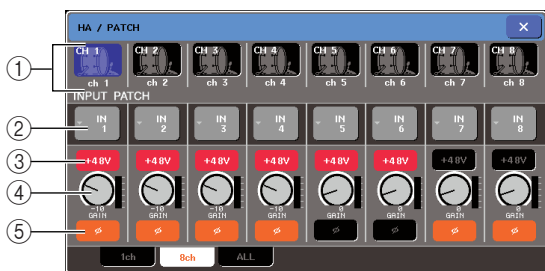 HA / PATCH ×
CH 1 CH 2 CH 3 CH 4 CH 5 CH 6 CH 7 CH 8
① ch 1 ch 2 ch 3 ch 4 ch 5 ch 6 ch 7 ch 8
INPUT PATCH
② IN 1 IN 2 IN 3 IN 4 IN 5 IN 6 IN 7 IN 8
③ +48V +48V +48V +48V +48V +48V +48V +48V
④ -10 -10 -10 -10 0 0 0 0
GAIN GAIN GAIN GAIN GAIN GAIN GAIN GAIN
⑤ ø ø ø ø ø ø ø ø
1ch 8ch ALL